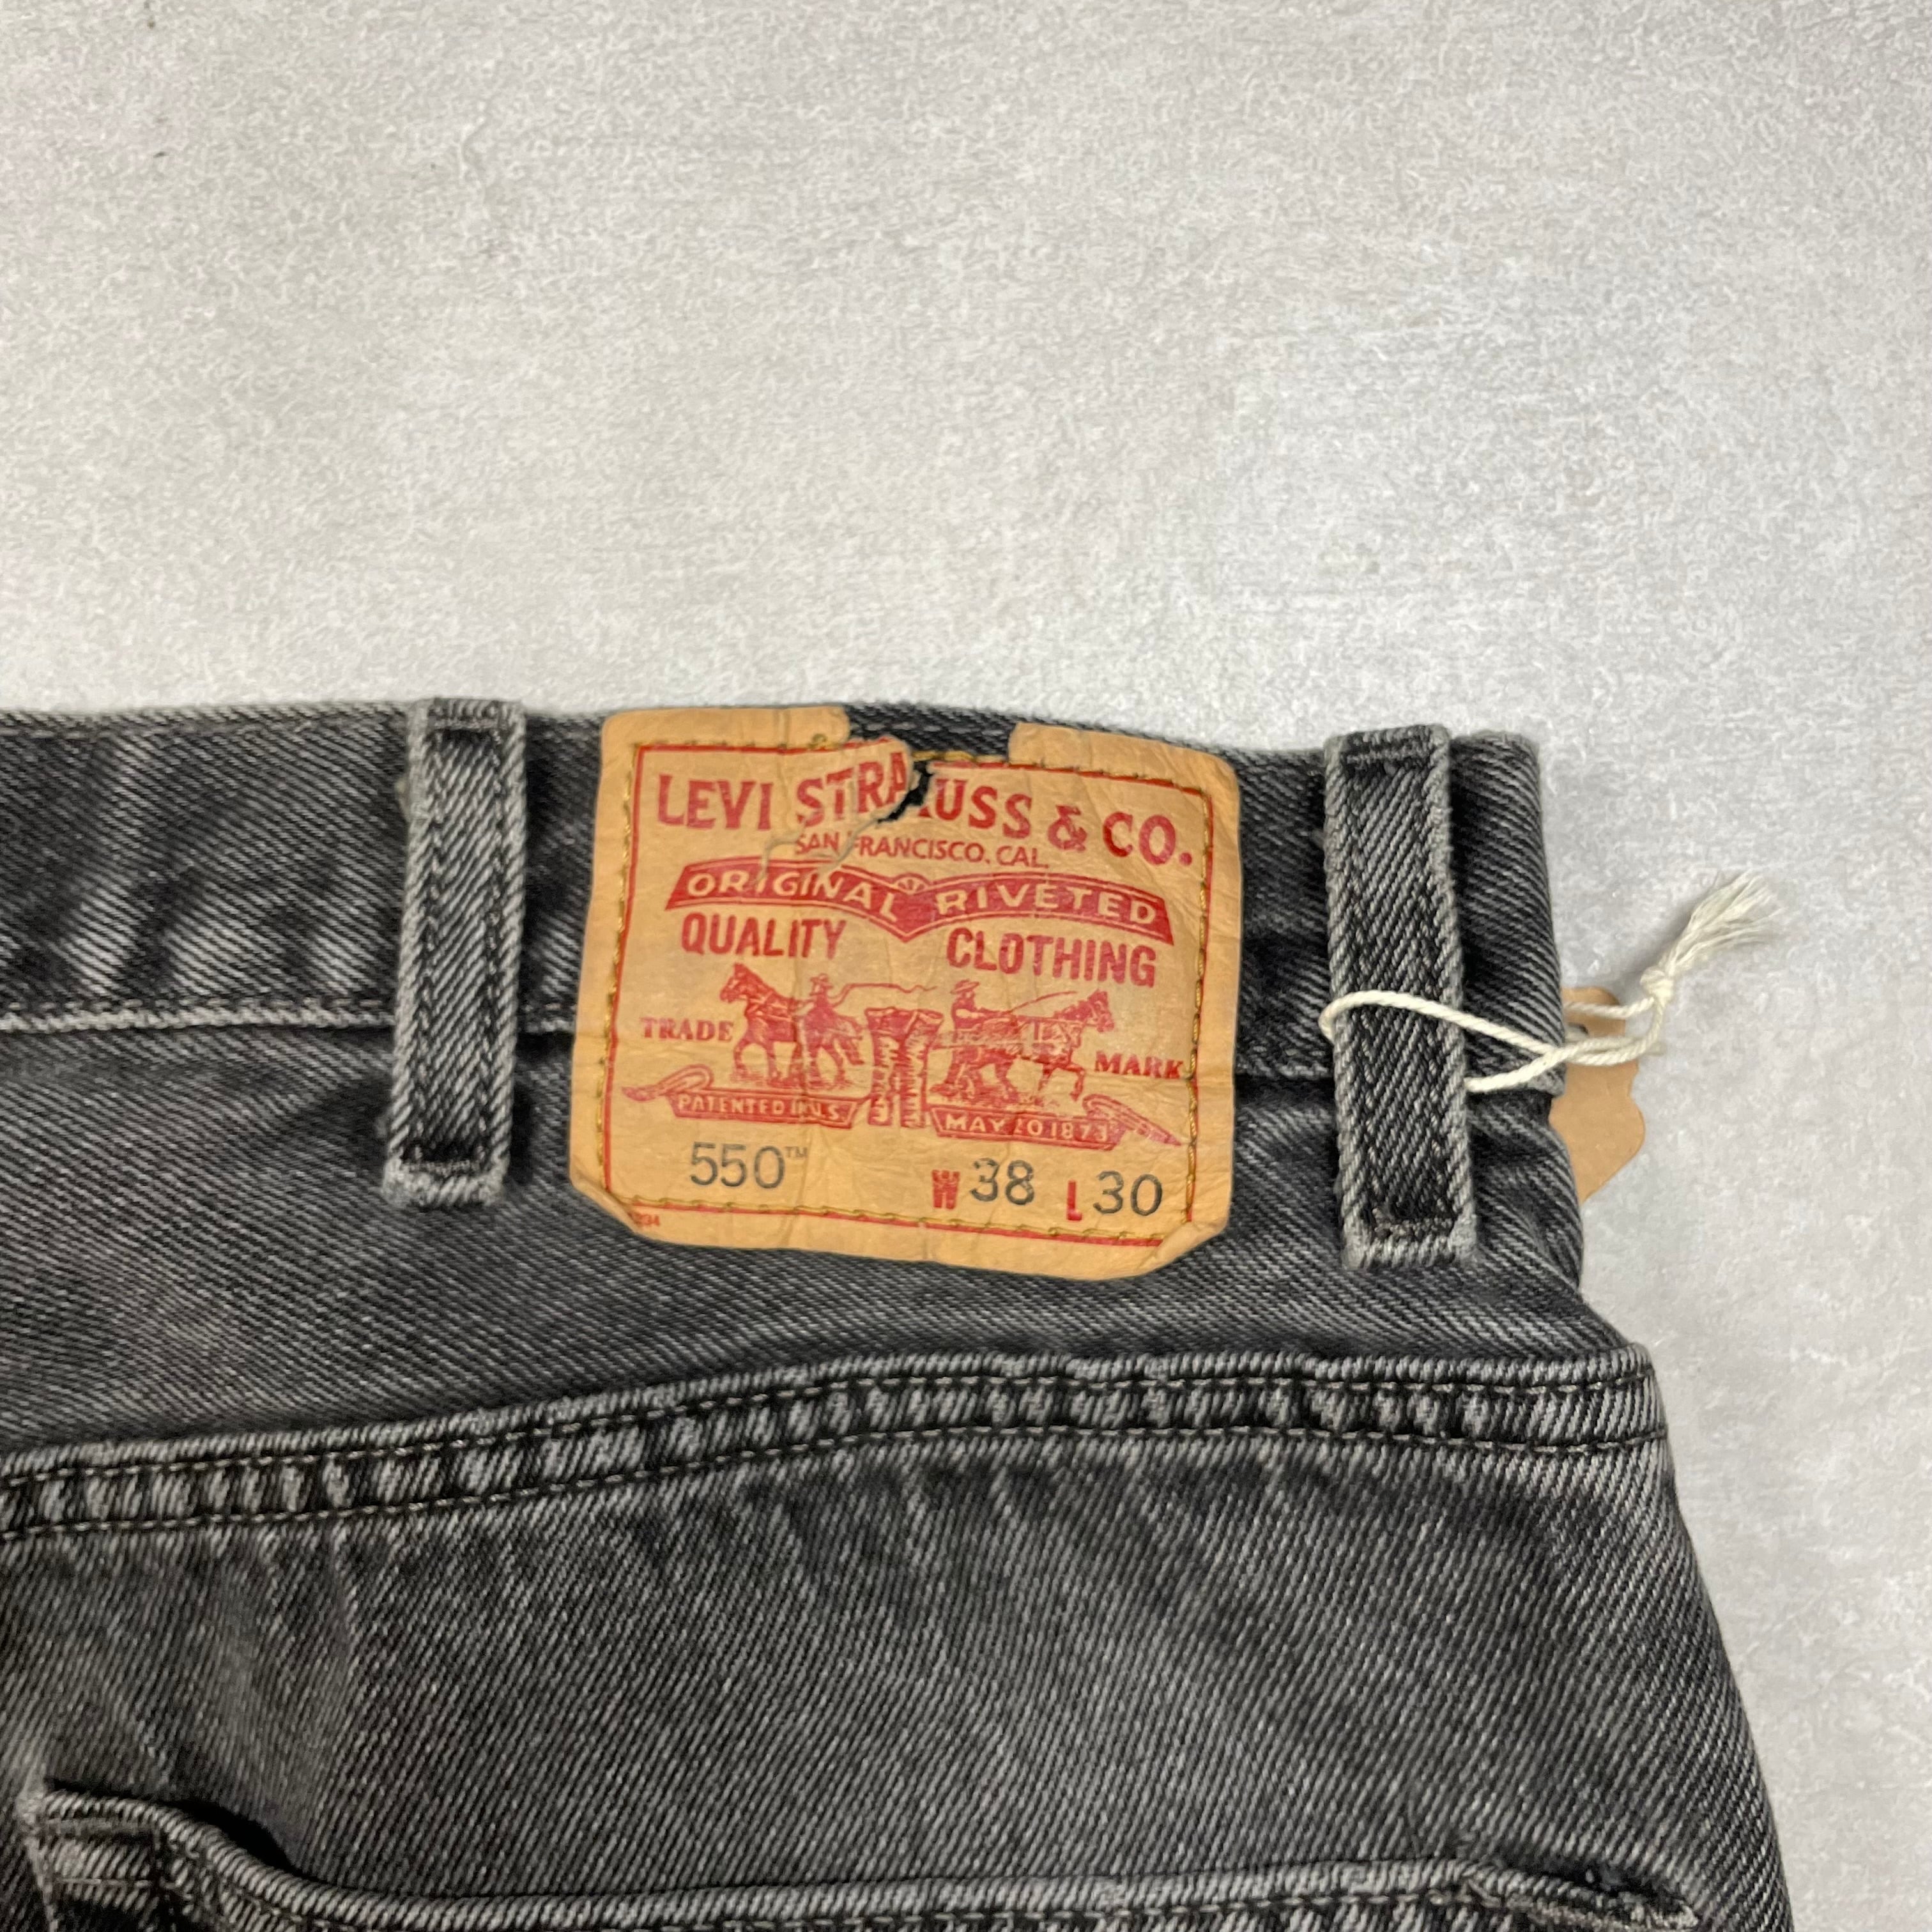 LEVI STRAUSS & CO.
SAN FRANCISCO, CAL.
ORIGINAL RIVETED
QUALITY CLOTHING
TRADE MARK
PATENTED IN U.S. MAY 20 1873
550™ W 38 L 30